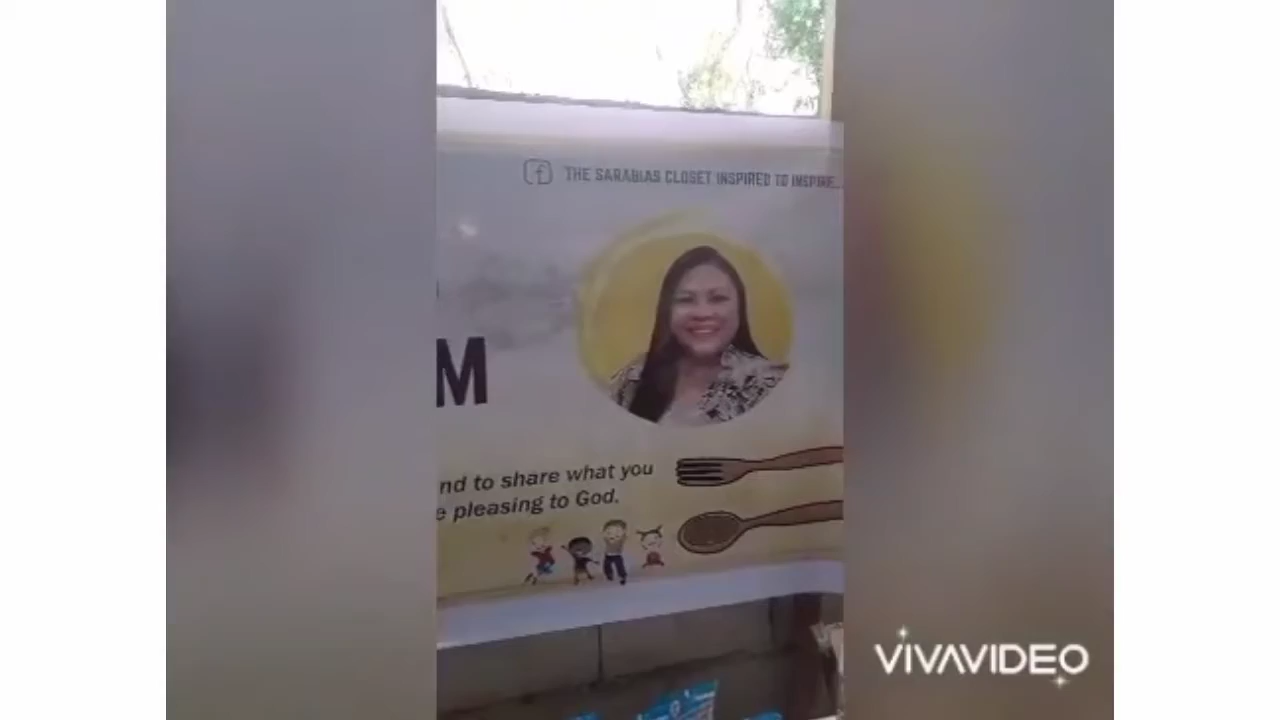 THE SARABIAS CLOSET INSPIRED TO INSPIRE...
M
nd to share what you
e pleasing to God.
VIVAVIDEO